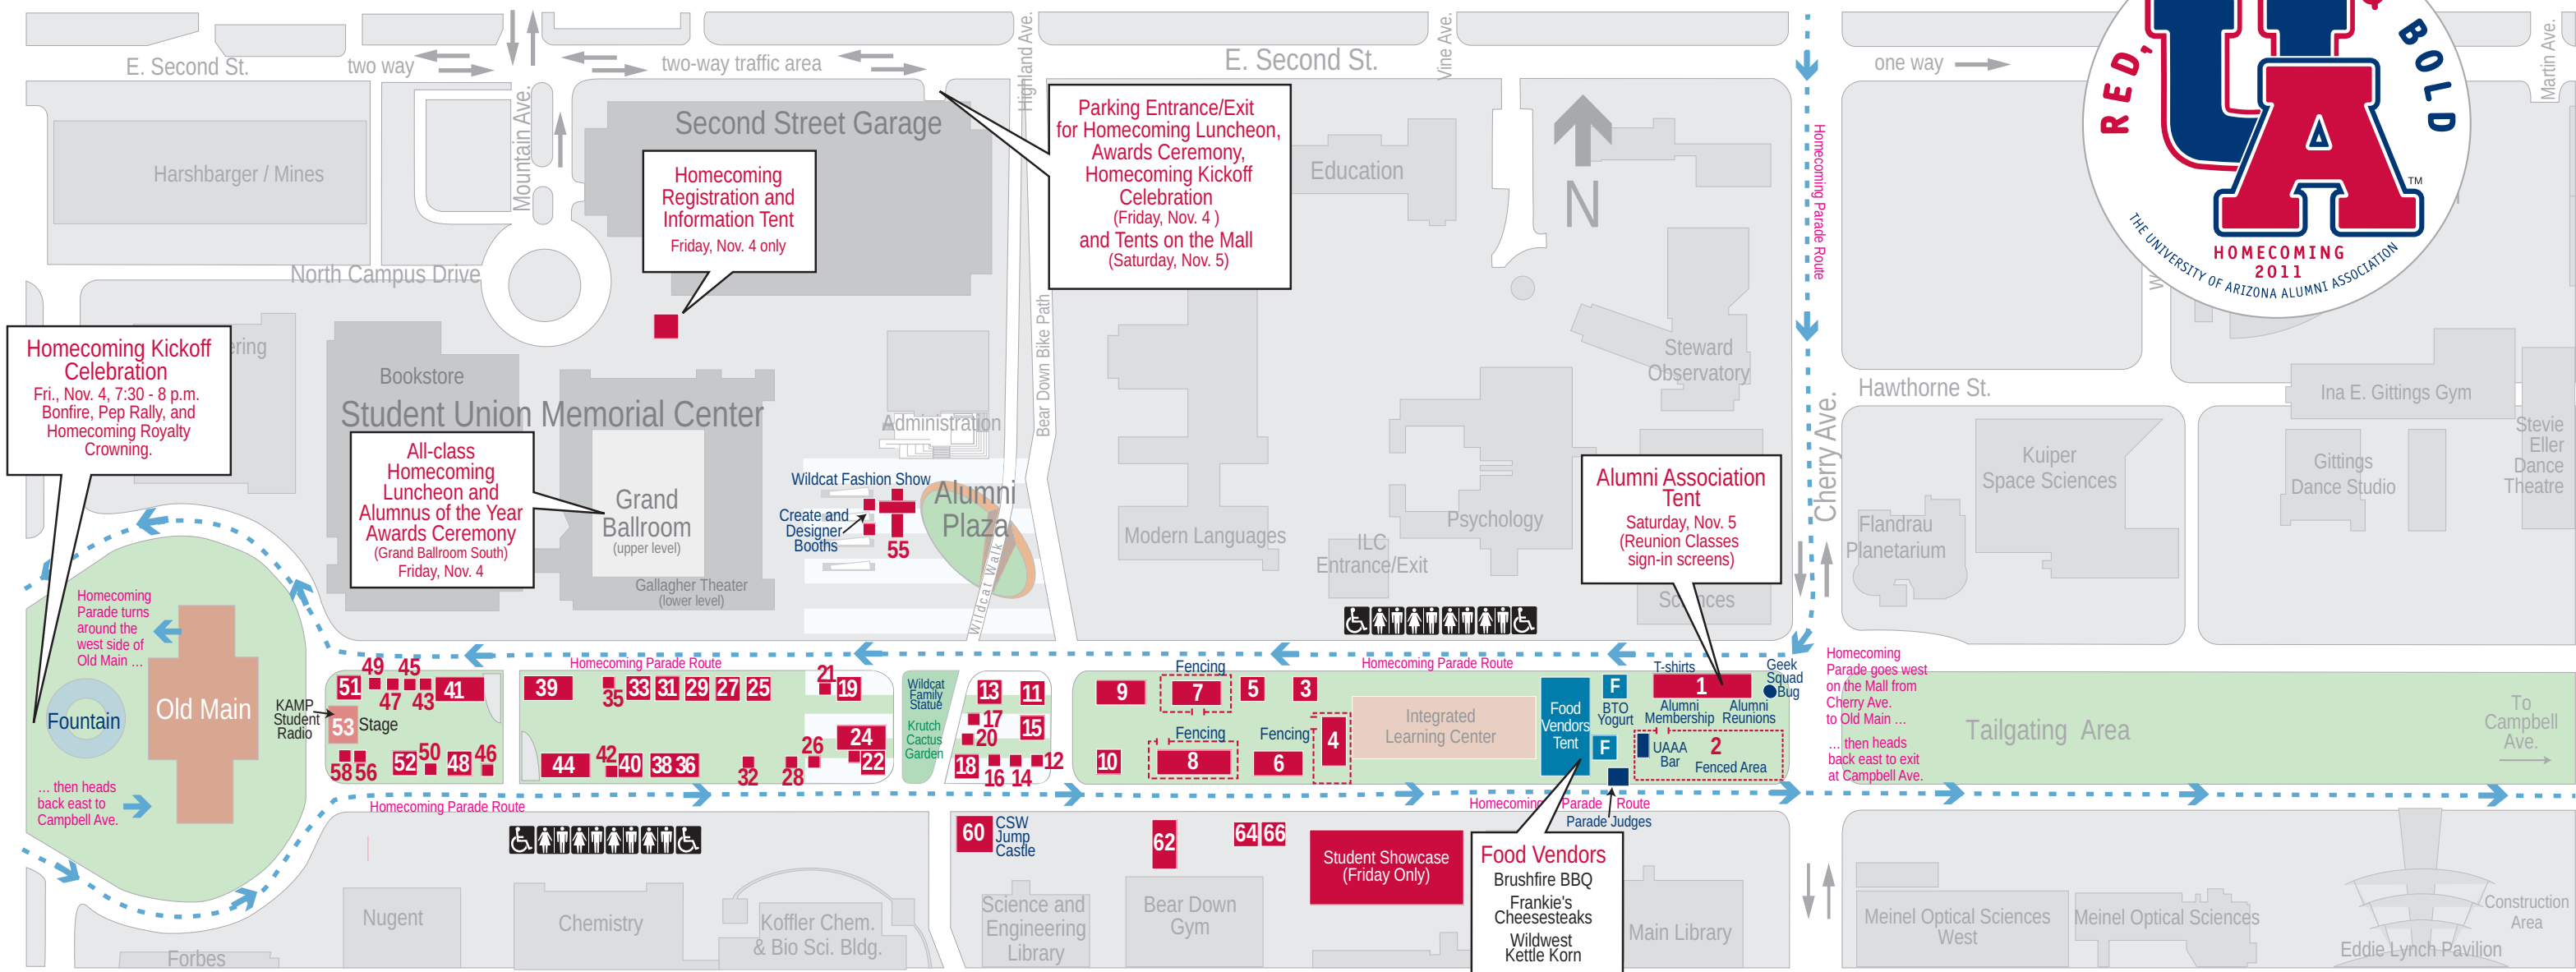 E. Second St.
two way
Mountain Ave.
two-way traffic area
Highland Ave.
E. Second St.
Vine Ave.
one way
Martin Ave.
RED,
BOLD
UA
TM
HOMECOMING
2011
THE UNIVERSITY OF ARIZONA ALUMNI ASSOCIATION
Harshbarger / Mines
Second Street Garage
Homecoming
Registration and
Information Tent
Friday, Nov. 4 only
Parking Entrance/Exit
for Homecoming Luncheon,
Awards Ceremony,
Homecoming Kickoff
Celebration
(Friday, Nov. 4 )
and Tents on the Mall
(Saturday, Nov. 5)
Education
N
Homecoming Parade Route
North Campus Drive
Homecoming Kickoff
Celebration
Fri., Nov. 4, 7:30 - 8 p.m.
Bonfire, Pep Rally, and
Homecoming Royalty
Crowning.
ering
Bookstore
Student Union Memorial Center
All-class
Homecoming
Luncheon and
Alumnus of the Year
Awards Ceremony
(Grand Ballroom South)
Friday, Nov. 4
Grand
Ballroom
(upper level)
Gallagher Theater
(lower level)
Administration
Wildcat Fashion Show
Create and
Designer
Booths
55
Alumni
Plaza
Wildcat Walk
Bear Down Bike Path
Modern Languages
Psychology
ILC
Entrance/Exit
Steward
Observatory
Alumni Association
Tent
Saturday, Nov. 5
(Reunion Classes
sign-in screens)
Sciences
Cherry Ave.
Hawthorne St.
Flandrau
Planetarium
Kuiper
Space Sciences
Ina E. Gittings Gym
Gittings
Dance Studio
Stevie
Eller
Dance
Theatre
Homecoming
Parade turns
around the
west side of
Old Main ...
Fountain
Old Main
... then heads
back east to
Campbell Ave.
KAMP
Student
Radio
53
Stage
Homecoming Parade Route
Homecoming Parade Route
49 45
51
47 43
41
58 56
52
50
48
46
39
35
33
31
29
27
25
21
19
44
42
40
38 36
32
28
26
24
22
Wildcat
Family
Statue
Krutch
Cactus
Garden
13
11
17
20
15
18
16
14
12
Fencing
9
7
5
3
10
Fencing
8
6
Fencing
4
Integrated
Learning Center
Food
Vendors
Tent
F
BTO
Yogurt
F
T-shirts
1
Geek
Squad
Bug
Alumni
Membership
Alumni
Reunions
UAAA
Bar
2
Fenced Area
Homecoming
Parade goes west
on the Mall from
Cherry Ave.
to Old Main ...
... then heads
back east to exit
at Campbell Ave.
Tailgating Area
To
Campbell
Ave.
Homecoming Parade Route
Homecoming Parade Route
Parade Judges
60
CSW
Jump
Castle
62
64 66
Student Showcase
(Friday Only)
Food Vendors
Brushfire BBQ
Frankie's
Cheesesteaks
Wildwest
Kettle Korn
Forbes
Nugent
Chemistry
Koffler Chem.
& Bio Sci. Bldg.
Science and
Engineering
Library
Bear Down
Gym
Main Library
Meinel Optical Sciences
West
Meinel Optical Sciences
Eddie Lynch Pavilion
Construction
Area